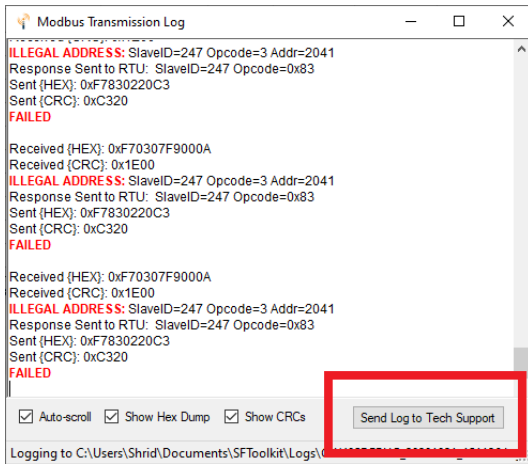 Modbus Transmission Log
ILLEGAL ADDRESS: SlaveID=247 Opcode=3 Addr=2041
Response Sent to RTU:  SlaveID=247 Opcode=0x83
Sent {HEX}: 0xF7830220C3
Sent {CRC}: 0xC320
FAILED
Received {HEX}: 0xF70307F9000A
Received {CRC}: 0x1E00
ILLEGAL ADDRESS: SlaveID=247 Opcode=3 Addr=2041
Response Sent to RTU:  SlaveID=247 Opcode=0x83
Sent {HEX}: 0xF7830220C3
Sent {CRC}: 0xC320
FAILED
Received {HEX}: 0xF70307F9000A
Received {CRC}: 0x1E00
ILLEGAL ADDRESS: SlaveID=247 Opcode=3 Addr=2041
Response Sent to RTU:  SlaveID=247 Opcode=0x83
Sent {HEX}: 0xF7830220C3
Sent {CRC}: 0xC320
FAILED
Auto-scroll Show Hex Dump Show CRCs Send Log to Tech Support
Logging to C:\Users\Shrid\Documents\SFToolkit\Logs\